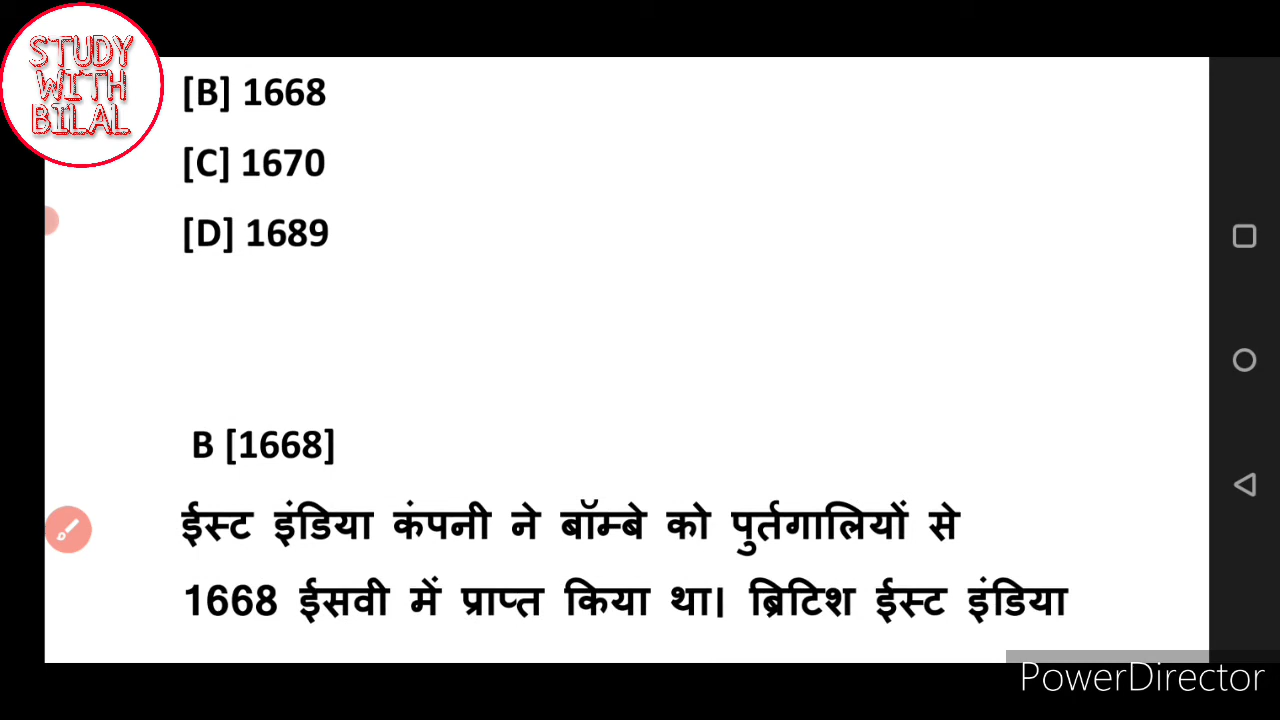 STUDY
WITH
BILAL
[B] 1668
[C] 1670
[D] 1689
B [1668]
ईस्ट इंडिया कंपनी ने बॉम्बे को पुर्तगालियों से
1668 ईसवी में प्राप्त किया था। ब्रिटिश ईस्ट इंडिया
PowerDirector